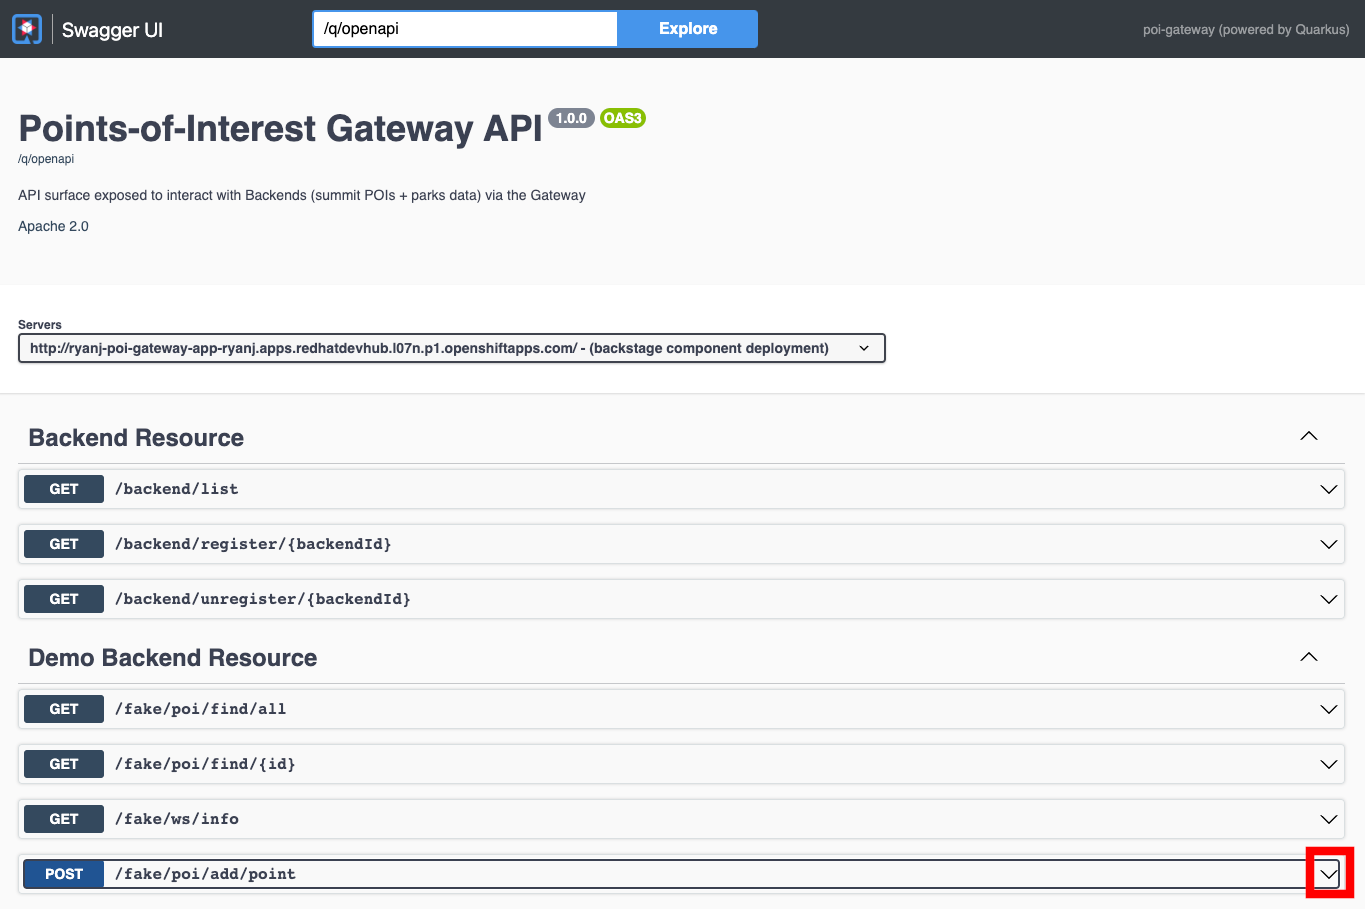 Swagger UI
/q/openapi
Explore
poi-gateway (powered by Quarkus)
Points-of-Interest Gateway API 1.0.0 OAS3
/q/openapi
API surface exposed to interact with Backends (summit POIs + parks data) via the Gateway
Apache 2.0
Servers
http://ryanj-poi-gateway-app-ryanj.apps.redhatdevhub.l07n.p1.openshiftapps.com/ - (backstage component deployment)
Backend Resource
GET /backend/list
GET /backend/register/{backendId}
GET /backend/unregister/{backendId}
Demo Backend Resource
GET /fake/poi/find/all
GET /fake/poi/find/{id}
GET /fake/ws/info
POST /fake/poi/add/point